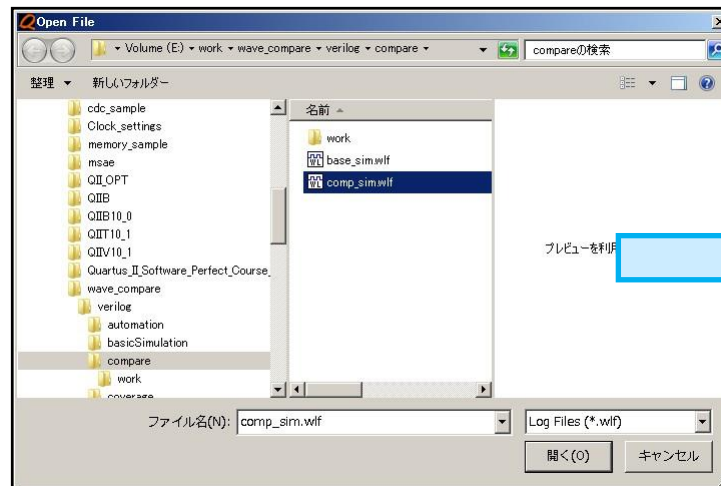 Open File
Volume (E:) work wave_compare verilog compare
compareの検索
整理 新しいフォルダー
cdc_sample
Clock_settings
memory_sample
msae
QII_OPT
QIIB
QIIB10_0
QIIT10_1
QIIV10_1
Quartus_II_Software_Perfect_Course_
wave_compare
verilog
automation
basicSimulation
compare
work
coverage
名前
work
base_sim.wlf
comp_sim.wlf
プレビューを利用
ファイル名(N): comp_sim.wlf
Log Files (*.wlf)
開く(O) キャンセル